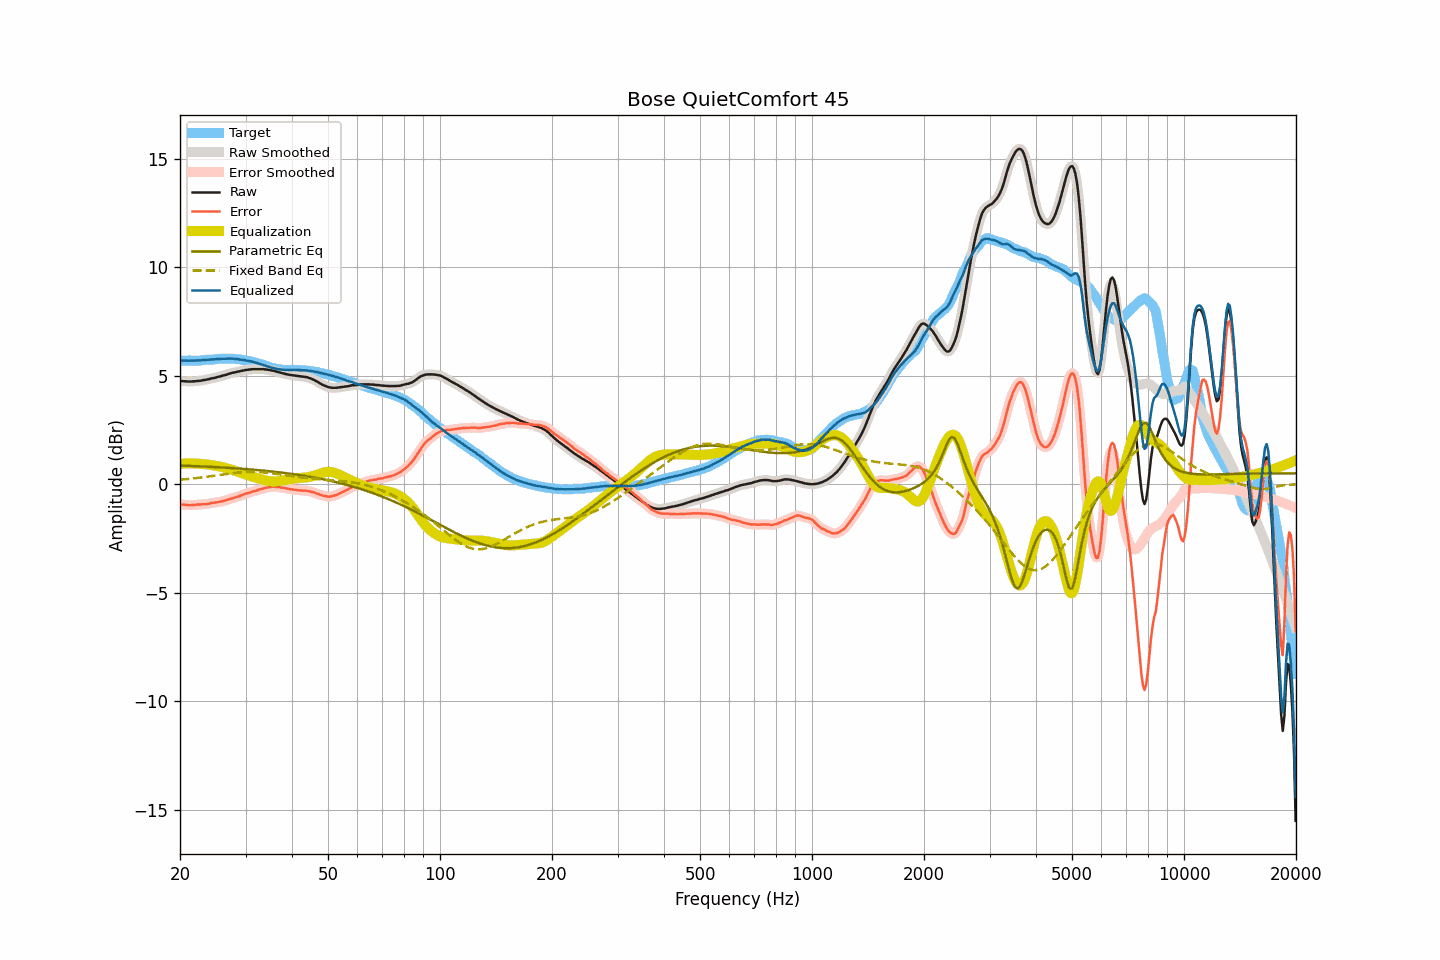 Bose QuietComfort 45
Target
Raw Smoothed
Error Smoothed
Raw
Error
Equalization
Parametric Eq
Fixed Band Eq
Equalized
15
10
5
0
−5
−10
−15
Amplitude (dBr)
20 50 100 200 500 1000 2000 5000 10000 20000
Frequency (Hz)